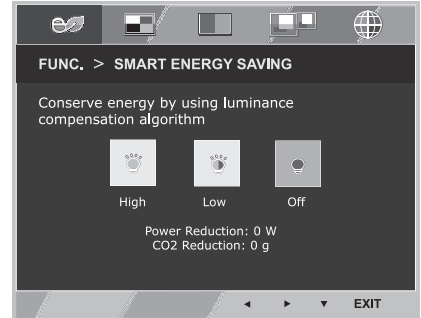 FUNC. > SMART ENERGY SAVING
Conserve energy by using luminance
compensation algorithm
High Low Off
Power Reduction: 0 W
CO2 Reduction: 0 g
◄ ► ▼ EXIT